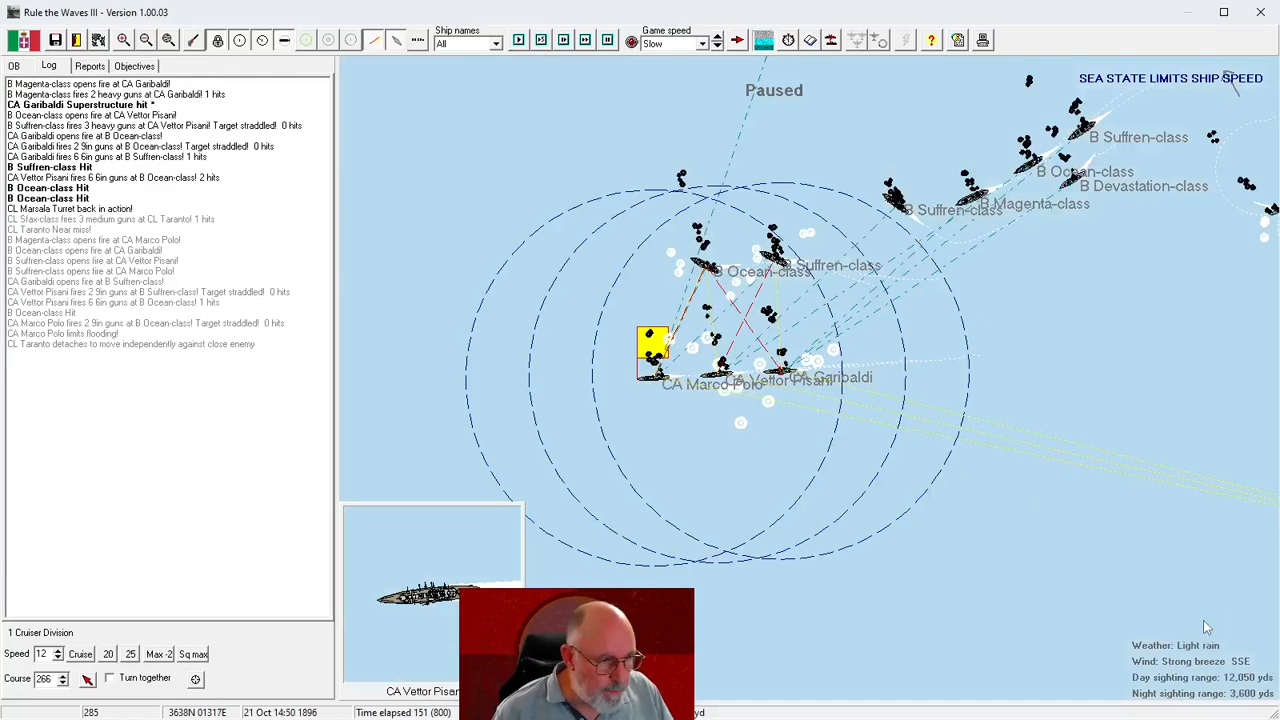 Rule the Waves III - Version 1.00.03
Ship names
All
Game speed
Slow
OB Log Reports Objectives
B Magenta-class opens fire at CA Garibaldi!
B Magenta-class fires 2 heavy guns at CA Garibaldi! 1 hits
CA Garibaldi Superstructure hit *
B Ocean-class opens fire at CA Vettor Pisani!
B Suffren-class fires 3 heavy guns at CA Vettor Pisani! Target straddled! 0 hits
CA Garibaldi opens fire at B Ocean-class!
CA Garibaldi fires 2 9in guns at B Ocean-class! Target straddled! 0 hits
CA Garibaldi fires 6 6in guns at B Suffren-class! 1 hits
B Suffren-class Hit
CA Vettor Pisani fires 6 6in guns at B Ocean-class! 2 hits
B Ocean-class Hit
B Ocean-class Hit
CL Marsala Turret back in action!
CL Sfax-class fires 3 medium guns at CL Taranto! 1 hits
CL Taranto Near miss!
B Magenta-class opens fire at CA Marco Polo!
B Ocean-class opens fire at CA Garibaldi!
B Suffren-class opens fire at CA Vettor Pisani!
B Suffren-class opens fire at CA Marco Polo!
CA Garibaldi opens fire at B Suffren-class!
CA Vettor Pisani fires 2 9in guns at B Suffren-class! Target straddled! 0 hits
CA Vettor Pisani fires 6 6in guns at B Ocean-class! 1 hits
B Ocean-class Hit
CA Marco Polo fires 2 9in guns at B Ocean-class! Target straddled! 0 hits
CA Marco Polo limits flooding!
CL Taranto detaches to move independently against close enemy
Paused
SEA STATE LIMITS SHIP SPEED
B Suffren-class
B Ocean-class
B Devastation-class
B Suffren-class
B Magenta-class
B Ocean-class
B Suffren-class
CA Marco Polo
CA Vettor Pisani
CA Garibaldi
1 Cruiser Division
Speed 12 Cruise 20 25 Max -2 Sq max
Course 266 Turn together
Weather: Light rain
Wind: Strong breeze SSE
Day sighting range: 12,050 yds
Night sighting range: 3,600 yds
285 3638N 01317E 21 Oct 14:50 1896 Time elapsed 151 (800) yd